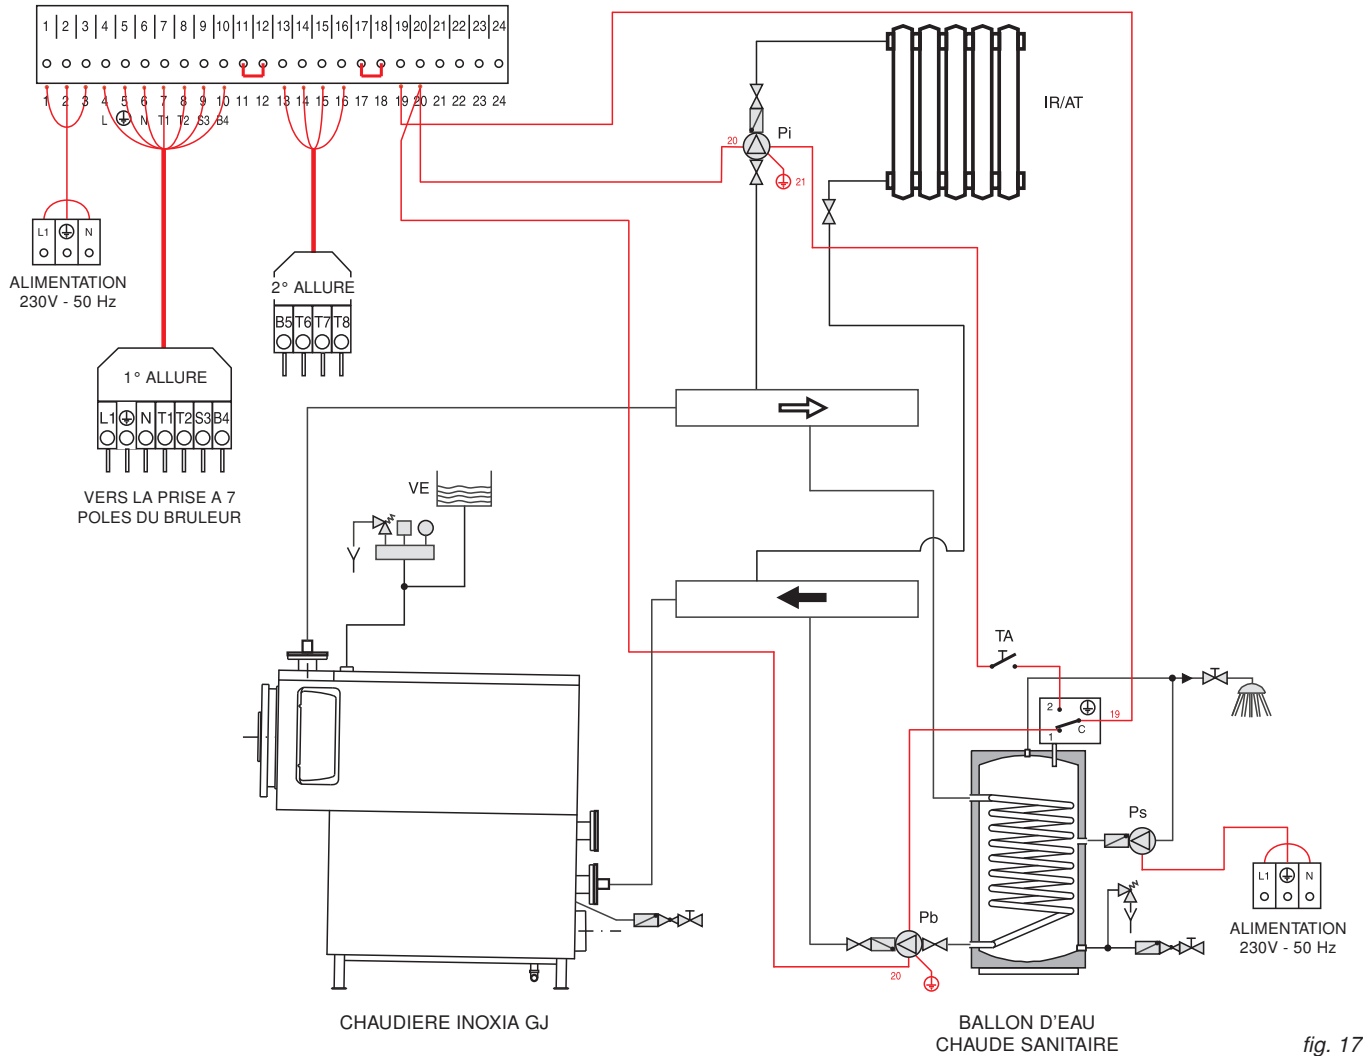 1 2 3 4 5 6 7 8 9 10 11 12 13 14 15 16 17 18 19 20 21 22 23 24
1 2 3 4 5 6 7 8 9 10 11 12 13 14 15 16 17 18 19 20 21 22 23 24
L N T1 T2 S3 B4
IR/AT
Pi
20
21
L1 N
ALIMENTATION
230V - 50 Hz
2° ALLURE
B5 T6 T7 T8
1° ALLURE
L1 N T1 T2 S3 B4
VERS LA PRISE A 7
POLES DU BRULEUR
VE
TA
2
19
1 C
Ps
L1 N
ALIMENTATION
230V - 50 Hz
Pb
20
CHAUDIERE INOXIA GJ
BALLON D'EAU
CHAUDE SANITAIRE
fig. 17